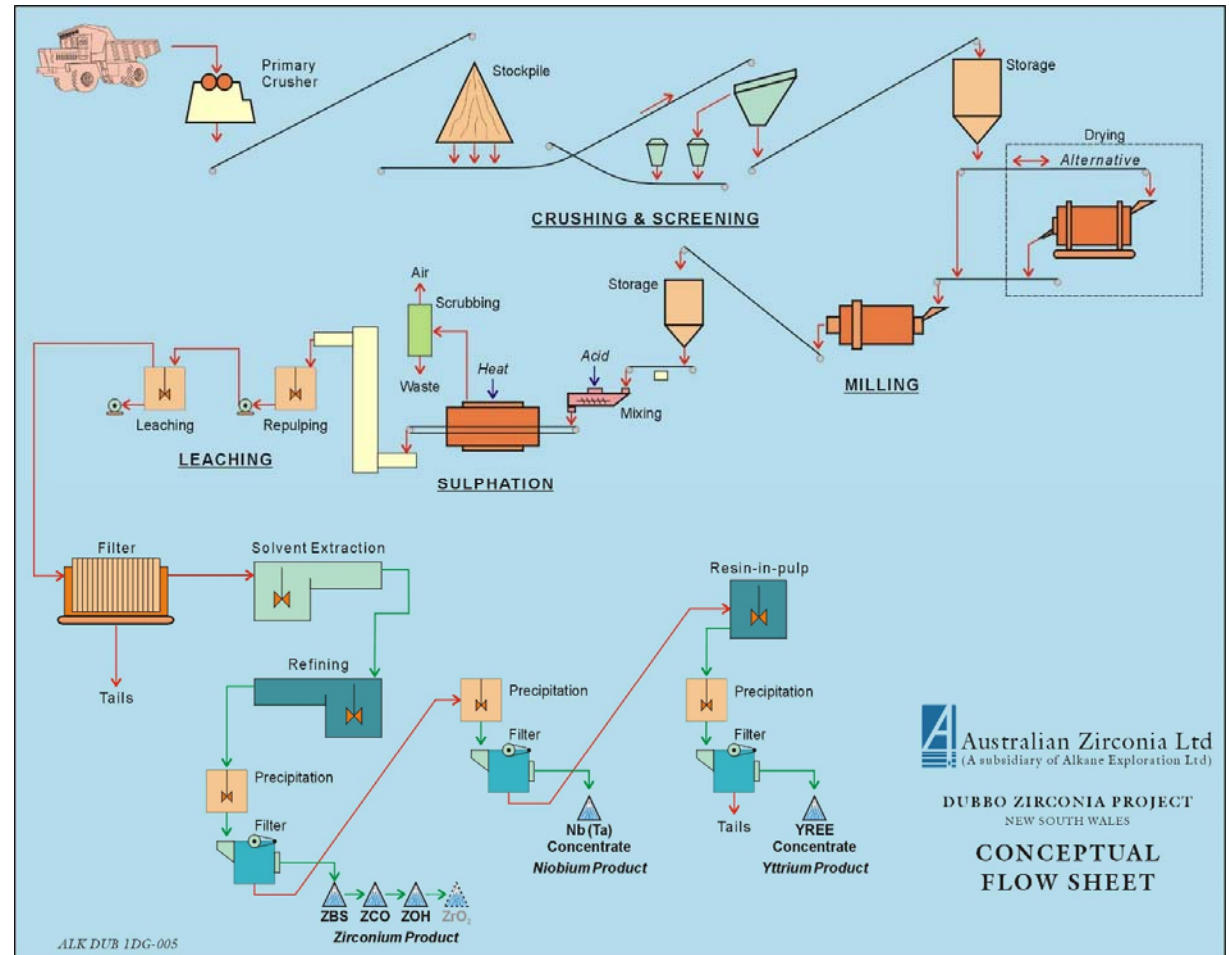 Primary
Crusher
Stockpile
Storage
Drying
Alternative
CRUSHING & SCREENING
Air
Scrubbing
Waste
Heat
Acid
Storage
Mixing
MILLING
Leaching
Repulping
LEACHING
SULPHATION
Filter
Solvent Extraction
Tails
Refining
Precipitation
Filter
ZBS ZCO ZOH ZrO₂
Zirconium Product
Precipitation
Filter
Nb (Ta)
Concentrate
Niobium Product
Resin-in-pulp
Precipitation
Filter
Tails
YREE
Concentrate
Yttrium Product
Australian Zirconia Ltd
(A subsidiary of Alkane Exploration Ltd)
DUBBO ZIRCONIA PROJECT
NEW SOUTH WALES
CONCEPTUAL
FLOW SHEET
ALK DUB 1DG-005